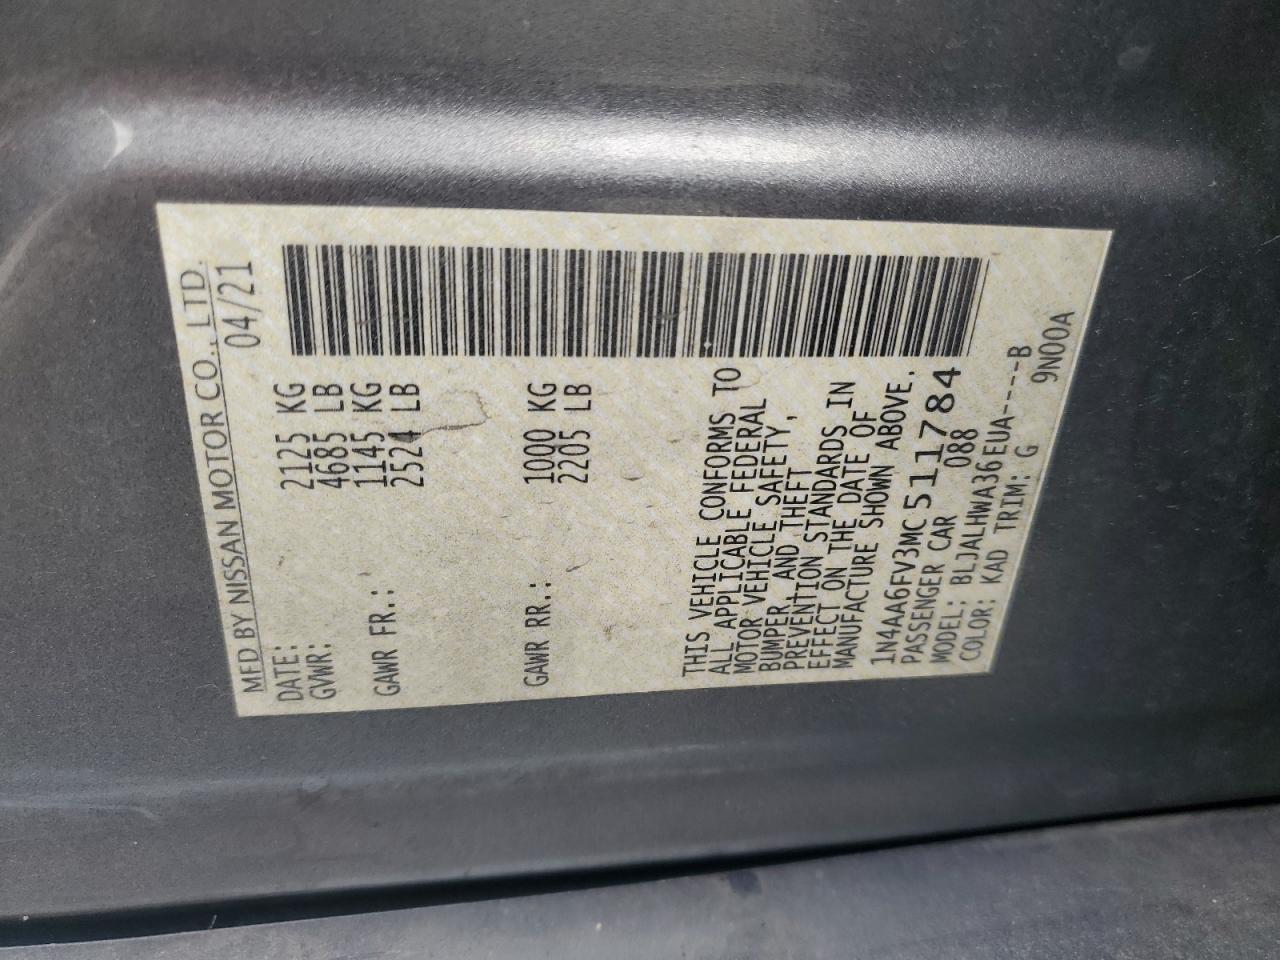 MFD BY NISSAN MOTOR CO., LTD.
DATE: 04/21
GVWR: 2125 KG
4685 LB
GAWR FR.: 1145 KG
2524 LB
GAWR RR.: 1000 KG
2205 LB
THIS VEHICLE CONFORMS TO
ALL APPLICABLE FEDERAL
MOTOR VEHICLE SAFETY,
BUMPER, AND THEFT
PREVENTION STANDARDS IN
EFFECT ON THE DATE OF
MANUFACTURE SHOWN ABOVE.
1N4AA6FV3MC511784
PASSENGER CAR 088
MODEL: BLJALHWA36EUA----B
COLOR: KAD TRIM: G 9N00A